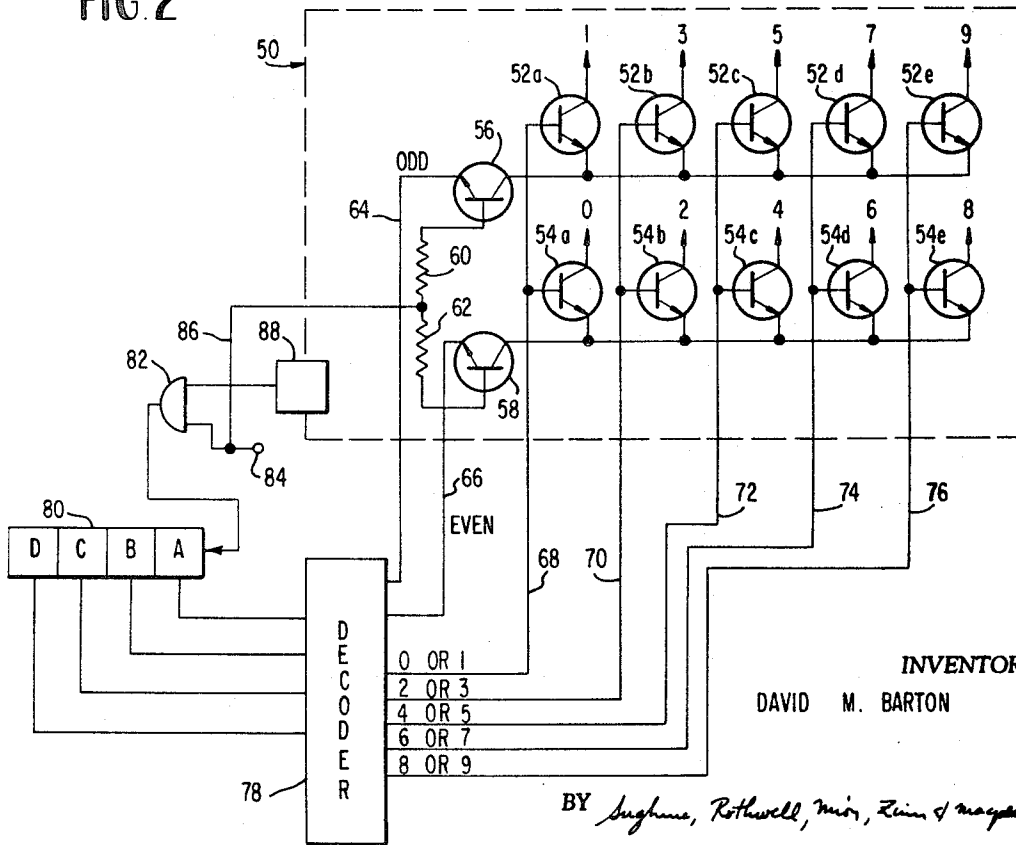 FIG. 2
50
1 3 5 7 9
52a 52b 52c 52d 52e
56
ODD
64
0 2 4 6 8
54a 54b 54c 54d 54e
60
62
86
88
82
58
84
66
72 74 76
80
EVEN
D C B A
68
70
DECODER
0 OR 1
2 OR 3
4 OR 5
6 OR 7
8 OR 9
78
INVENTOR
DAVID M. BARTON
BY Sughrue, Rothwell, Mion, Zinn &